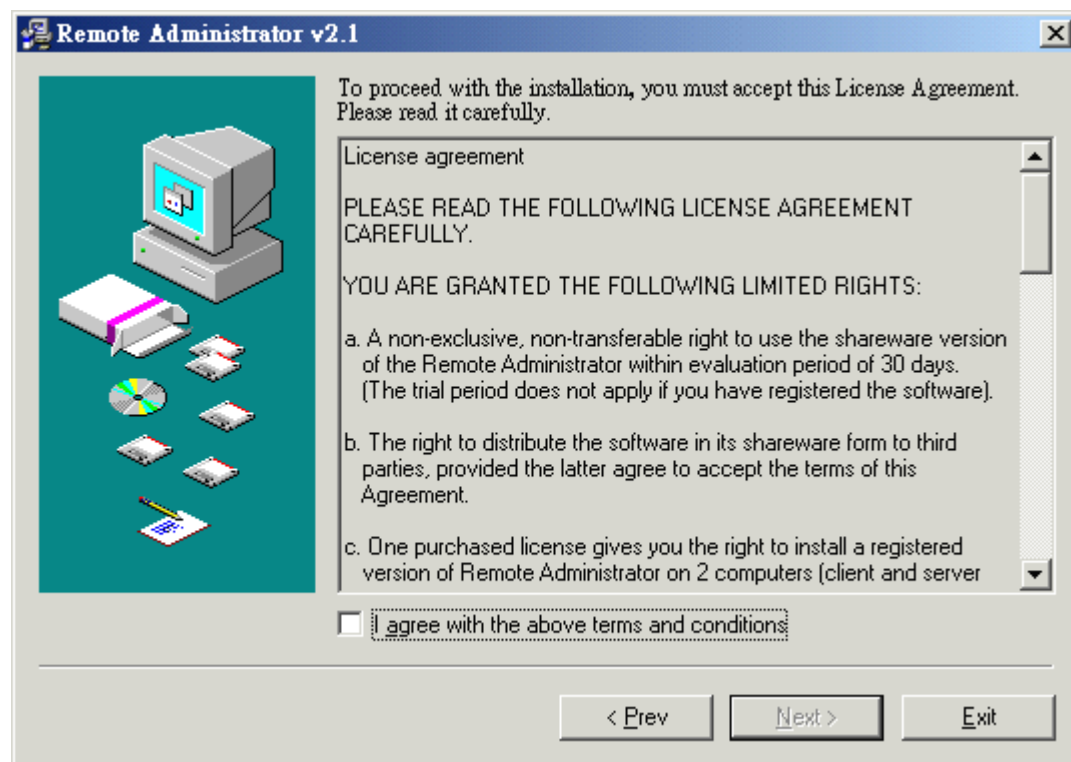 Remote Administrator v2.1
To proceed with the installation, you must accept this License Agreement.
Please read it carefully.
License agreement
PLEASE READ THE FOLLOWING LICENSE AGREEMENT
CAREFULLY.
YOU ARE GRANTED THE FOLLOWING LIMITED RIGHTS:
a. A non-exclusive, non-transferable right to use the shareware version
of the Remote Administrator within evaluation period of 30 days.
(The trial period does not apply if you have registered the software).
b. The right to distribute the software in its shareware form to third
parties, provided the latter agree to accept the terms of this
Agreement.
c. One purchased license gives you the right to install a registered
version of Remote Administrator on 2 computers (client and server
I agree with the above terms and conditions
< Prev
Next >
Exit